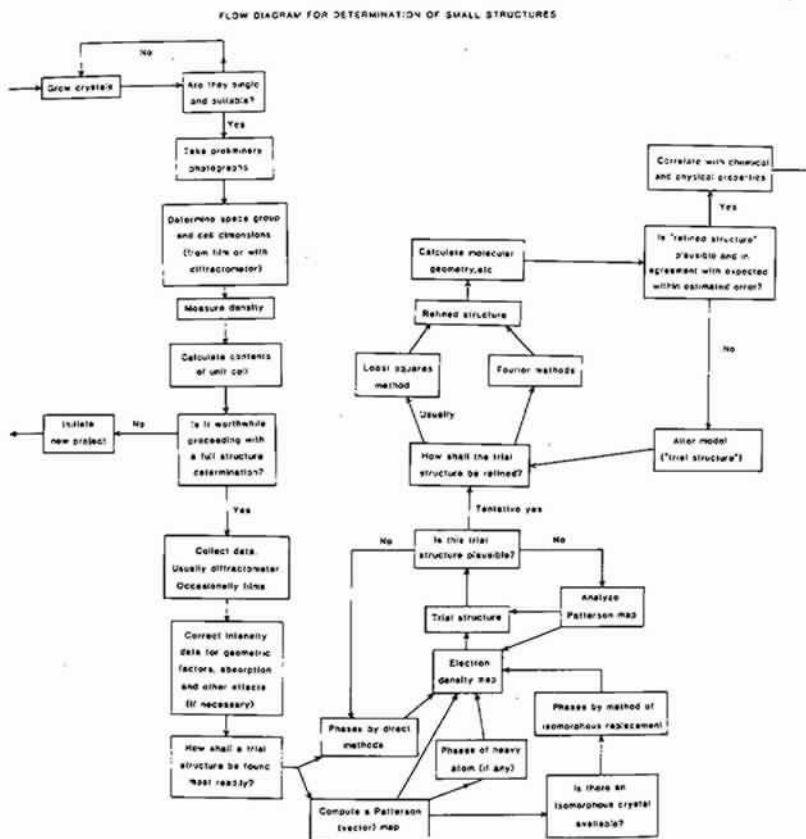 FLOW DIAGRAM FOR DETERMINATION OF SMALL STRUCTURES
No
Grow crystals
Are they single
and suitable?
Yes
Take preliminary
photographs
Determine space group
and cell dimensions
(from film or with
diffractometer)
Measure density
Calculate contents
of unit cell
Initiate
new project
No
Is it worthwhile
proceeding with
a full structure
determination?
Yes
Collect data.
Usually diffractometer
Occasionally films
Correct intensity
data for geometric
factors, absorption
and other effects
(if necessary)
How shall a trial
structure be found
most readily?
Phases by direct
methods
Compute a Patterson
(vector) map
Phases of heavy
atom (if any)
Is there an
isomorphous crystal
available?
Phases by method of
isomorphous replacement
Electron
density map
Trial structure
Analyze
Patterson map
No
Is this trial
structure plausible?
No
Tentative yes
How shall the trial
structure be refined?
Usually
Least squares
method
Fourier methods
Refined structure
Calculate molecular
geometry, etc
Is "refined structure"
plausible and in
agreement with expected
within estimated error?
Yes
Correlate with chemical
and physical properties
No
Alter model
("trial structure")